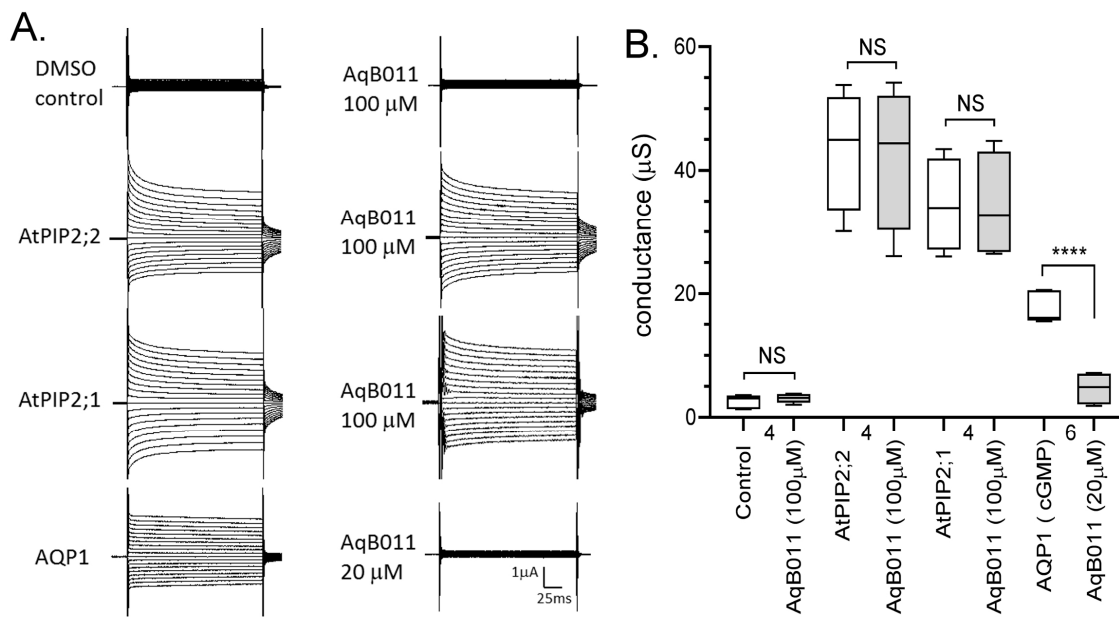 A.
DMSO
control
AqB011
100 μM
AtPIP2;2
AqB011
100 μM
AtPIP2;1
AqB011
100 μM
AQP1
AqB011
20 μM
1μA
25ms
B.
conductance (μS)
60
40
20
0
NS
NS
NS
****
4
4
4
6
Control
AqB011 (100μM)
AtPIP2;2
AqB011 (100μM)
AtPIP2;1
AqB011 (100μM)
AQP1 ( cGMP)
AqB011 (20μM)